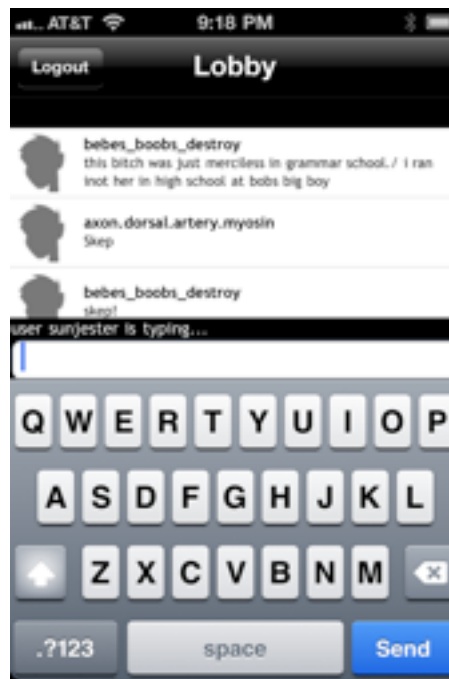 AT&T 9:18 PM
Logout Lobby
bebes_boobs_destroy
this bitch was just merciless in grammar school./ i ran
inot her in high school at bobs big boy
axon.dorsal.artery.myosin
Skep
bebes_boobs_destroy
skep!
user sunjester is typing...
Q W E R T Y U I O P
A S D F G H J K L
Z X C V B N M
.?123 space Send